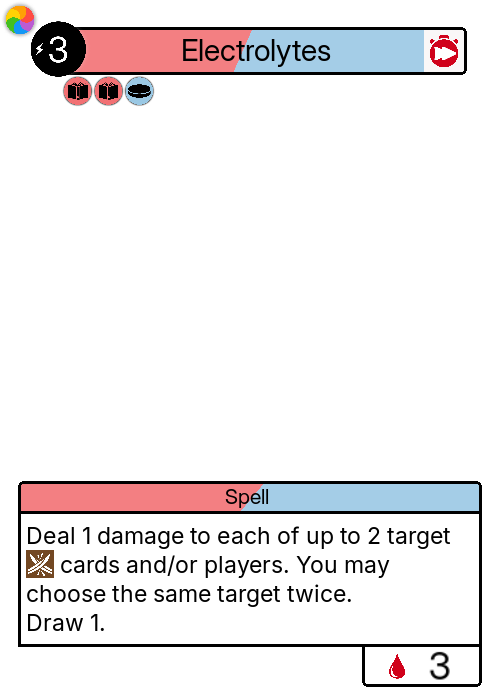 3 Electrolytes
Spell
Deal 1 damage to each of up to 2 target
cards and/or players. You may
choose the same target twice.
Draw 1.
3